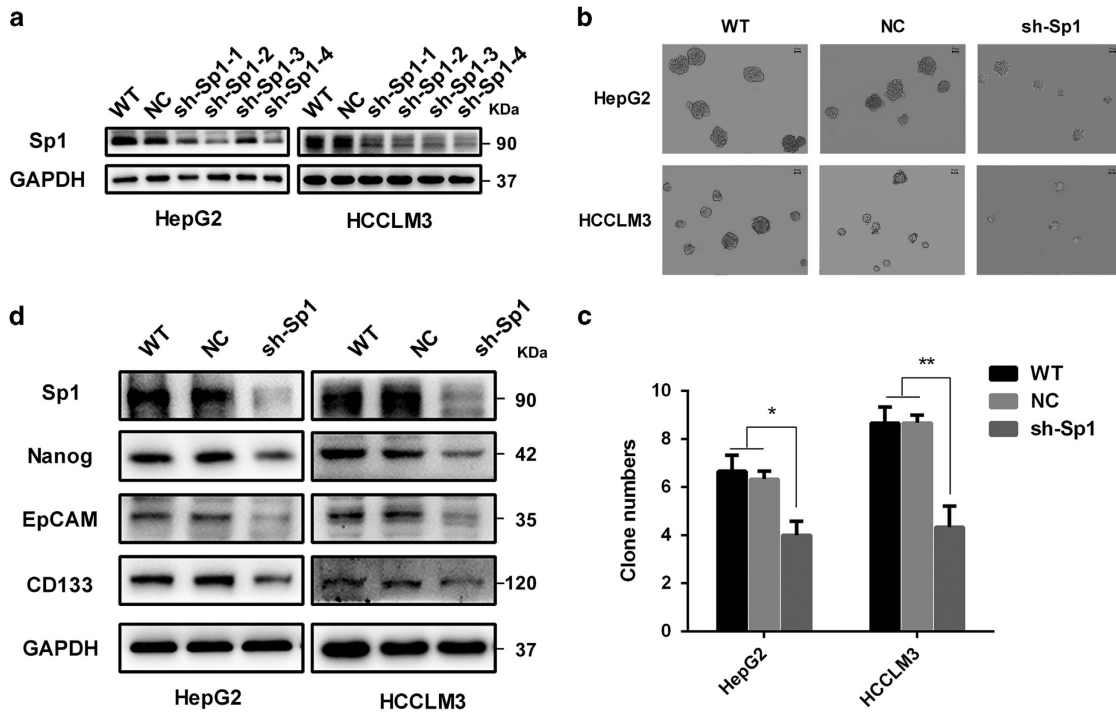 a
WT NC sh-Sp1-1 sh-Sp1-2 sh-Sp1-3 sh-Sp1-4 WT NC sh-Sp1-1 sh-Sp1-2 sh-Sp1-3 sh-Sp1-4 KDa
Sp1 90
GAPDH 37
HepG2 HCCLM3
b
WT NC sh-Sp1
HepG2
HCCLM3
d
WT NC sh-Sp1 WT NC sh-Sp1 KDa
Sp1 90
Nanog 42
EpCAM 35
CD133 120
GAPDH 37
HepG2 HCCLM3
c
Clone numbers
10
8
6
4
2
0
* **
WT
NC
sh-Sp1
HepG2 HCCLM3